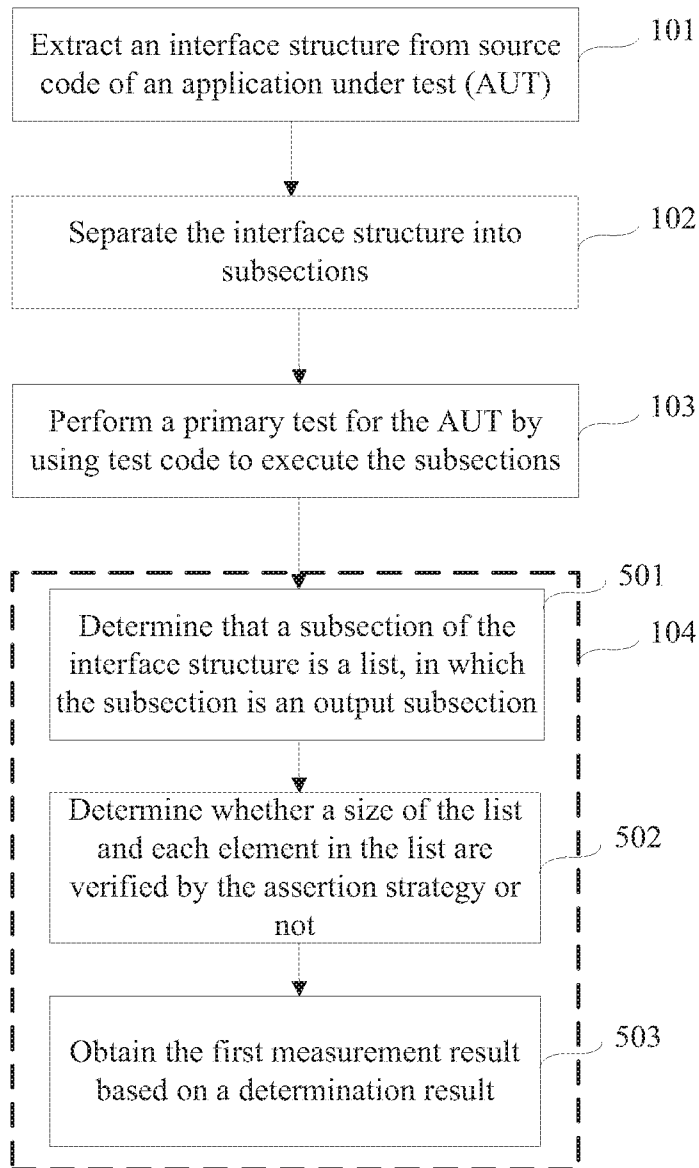 Extract an interface structure from source
code of an application under test (AUT)
101
Separate the interface structure into
subsections
102
Perform a primary test for the AUT by
using test code to execute the subsections
103
501
Determine that a subsection of the
interface structure is a list, in which
the subsection is an output subsection
104
Determine whether a size of the list
and each element in the list are
verified by the assertion strategy or
not
502
Obtain the first measurement result
based on a determination result
503